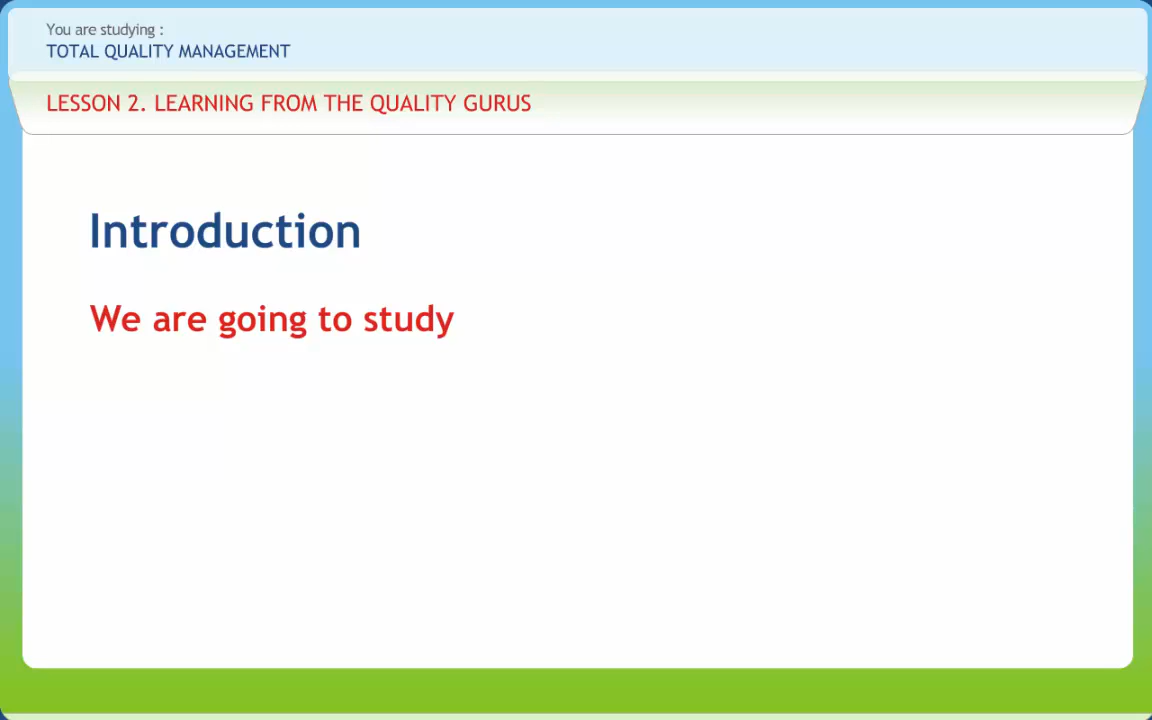 You are studying :
TOTAL QUALITY MANAGEMENT
LESSON 2. LEARNING FROM THE QUALITY GURUS
Introduction
We are going to study